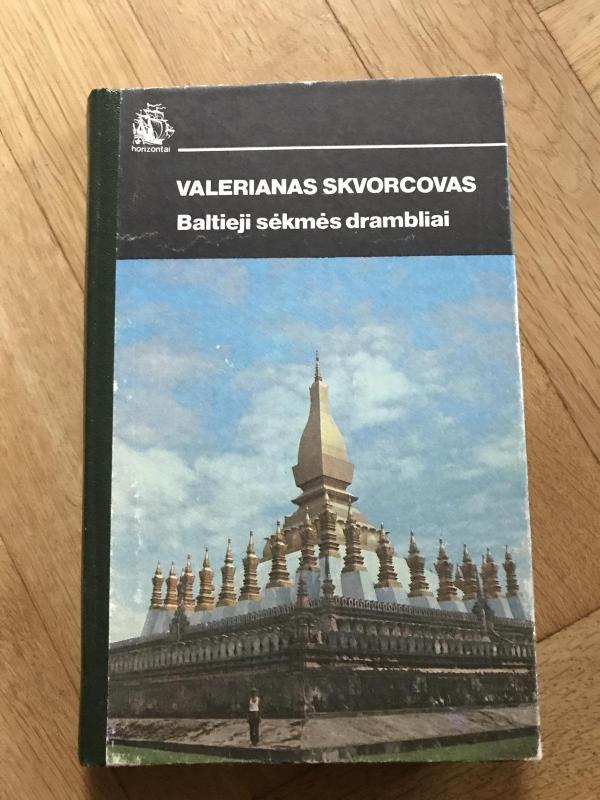 horizontai
VALERIANAS SKVORCOVAS
Baltieji sėkmės drambliai